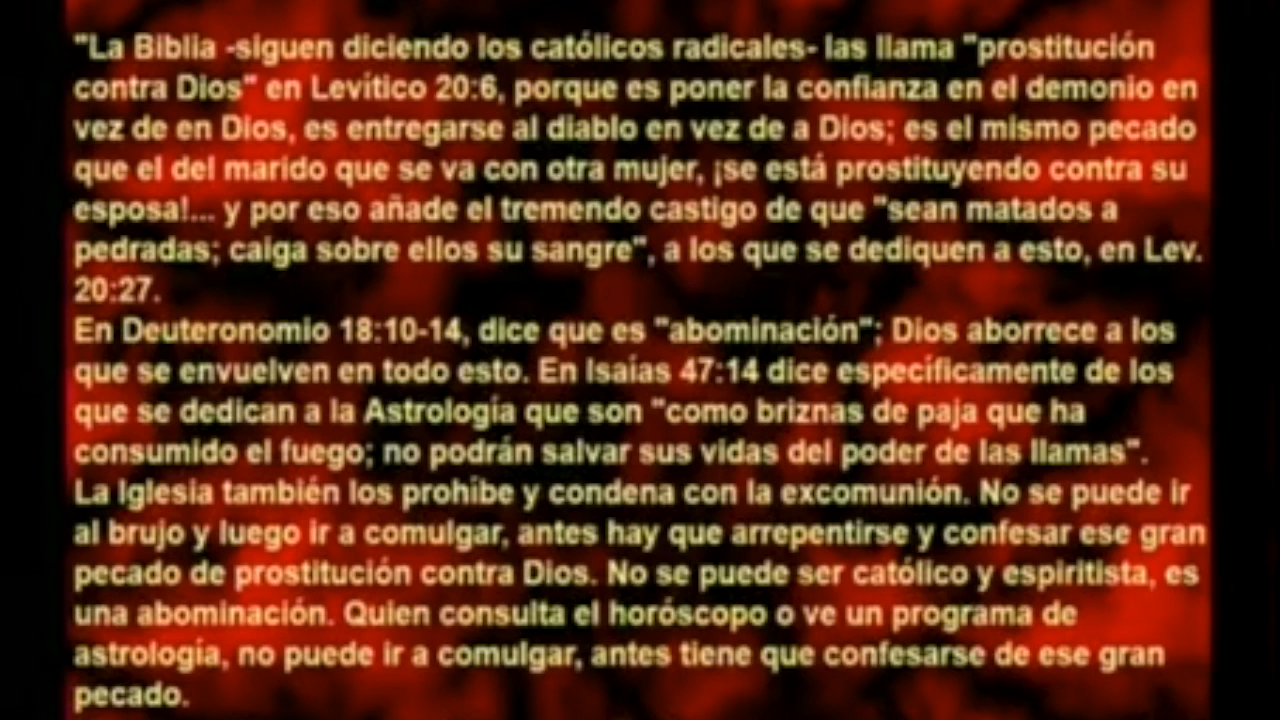 "La Biblia -siguen diciendo los católicos radicales- las llama "prostitución
contra Dios" en Levítico 20:6, porque es poner la confianza en el demonio en
vez de en Dios, es entregarse al diablo en vez de a Dios; es el mismo pecado
que el del marido que se va con otra mujer, ¡se está prostituyendo contra su
esposa!... y por eso añade el tremendo castigo de que "sean matados a
pedradas; caiga sobre ellos su sangre", a los que se dediquen a esto, en Lev.
20:27.
En Deuteronomio 18:10-14, dice que es "abominación"; Dios aborrece a los
que se envuelven en todo esto. En Isaías 47:14 dice específicamente de los
que se dedican a la Astrología que son "como briznas de paja que ha
consumido el fuego; no podrán salvar sus vidas del poder de las llamas".
La Iglesia también los prohíbe y condena con la excomunión. No se puede ir
al brujo y luego ir a comulgar, antes hay que arrepentirse y confesar ese gran
pecado de prostitución contra Dios. No se puede ser católico y espiritista, es
una abominación. Quien consulta el horóscopo o ve un programa de
astrología, no puede ir a comulgar, antes tiene que confesarse de ese gran
pecado.